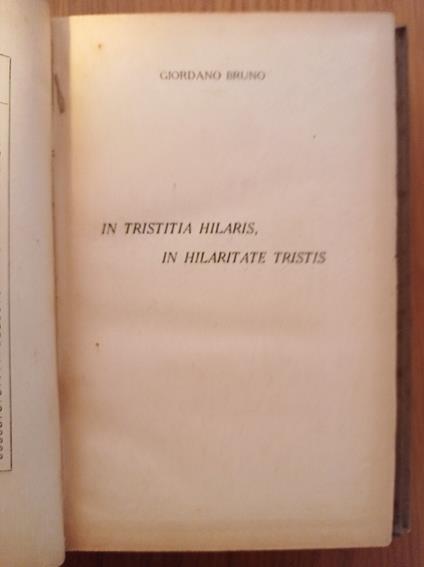 GIORDANO BRUNO
IN TRISTITIA HILARIS,
IN HILARITATE TRISTIS